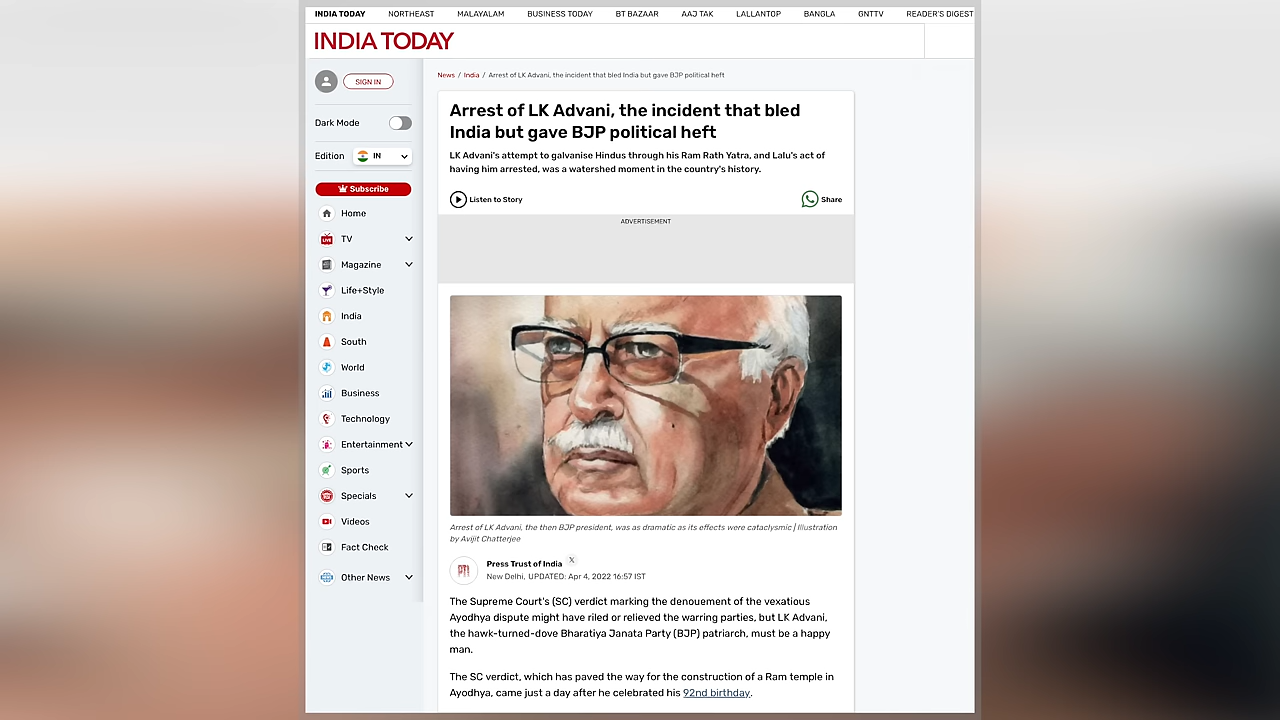 INDIA TODAY NORTHEAST MALAYALAM BUSINESS TODAY BT BAZAAR AAJ TAK LALLANTOP BANGLA GNTTV READER'S DIGEST
INDIA TODAY
SIGN IN
Dark Mode
Edition IN
Subscribe
Home
TV
Magazine
Life+Style
India
South
World
Business
Technology
Entertainment
Sports
Specials
Videos
Fact Check
Other News
News / India / Arrest of LK Advani, the incident that bled India but gave BJP political heft
Arrest of LK Advani, the incident that bled
India but gave BJP political heft
LK Advani's attempt to galvanise Hindus through his Ram Rath Yatra, and Lalu's act of
having him arrested, was a watershed moment in the country's history.
Listen to Story Share
ADVERTISEMENT
Arrest of LK Advani, the then BJP president, was as dramatic as its effects were cataclysmic | Illustration
by Avijit Chatterjee
PTI
Press Trust of India X
New Delhi, UPDATED: Apr 4, 2022 16:57 IST
The Supreme Court's (SC) verdict marking the denouement of the vexatious
Ayodhya dispute might have riled or relieved the warring parties, but LK Advani,
the hawk-turned-dove Bharatiya Janata Party (BJP) patriarch, must be a happy
man.
The SC verdict, which has paved the way for the construction of a Ram temple in
Ayodhya, came just a day after he celebrated his 92nd birthday.